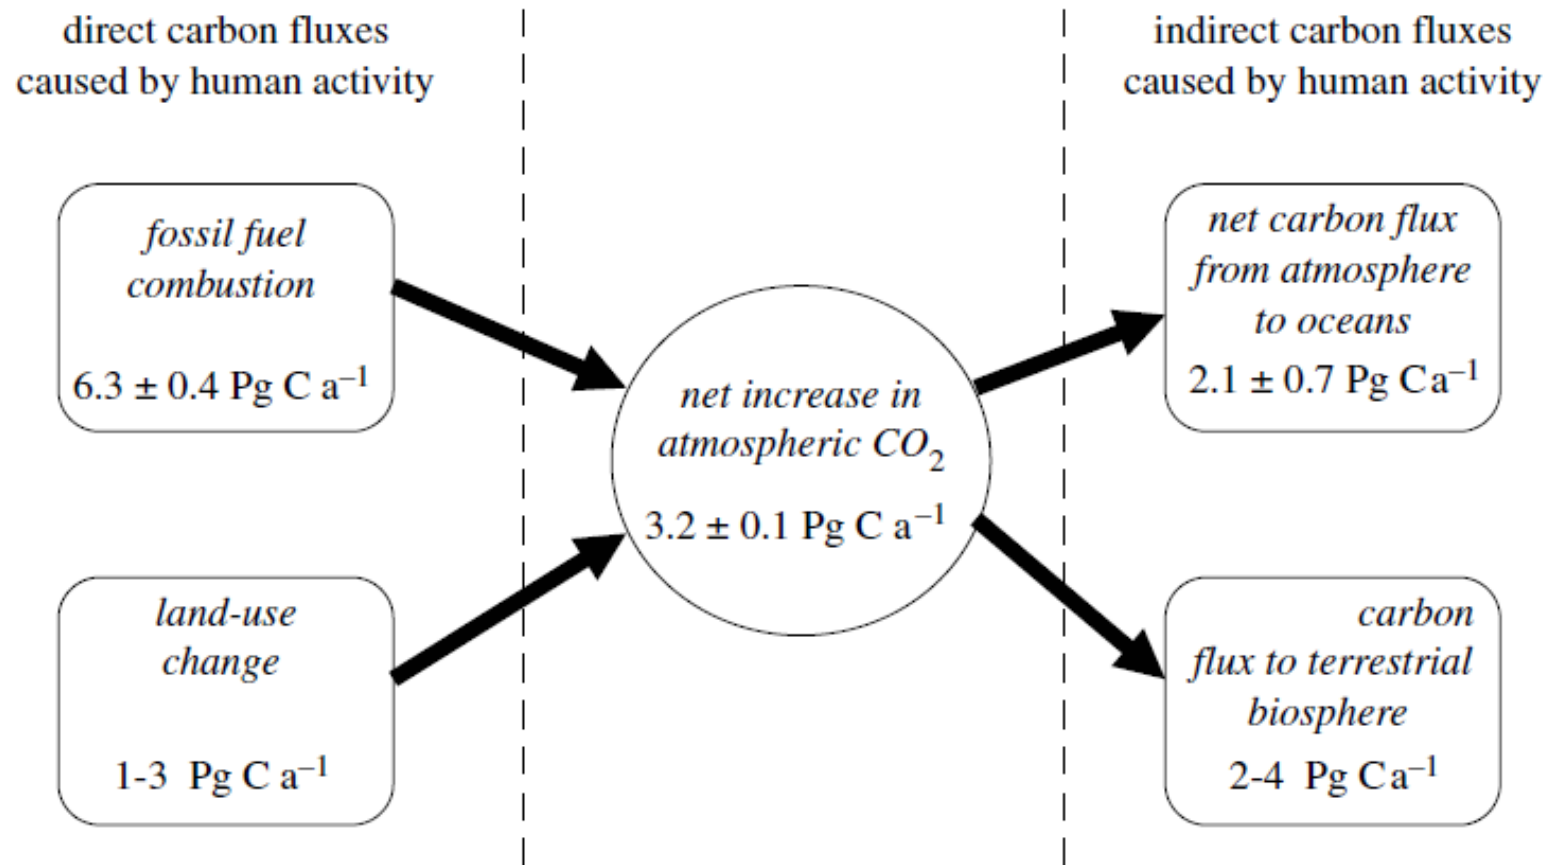 direct carbon fluxes
caused by human activity
indirect carbon fluxes
caused by human activity
fossil fuel
combustion
6.3 ± 0.4 Pg C a⁻¹
land-use
change
1-3 Pg C a⁻¹
net increase in
atmospheric CO₂
3.2 ± 0.1 Pg C a⁻¹
net carbon flux
from atmosphere
to oceans
2.1 ± 0.7 Pg Ca⁻¹
carbon
flux to terrestrial
biosphere
2-4 Pg Ca⁻¹